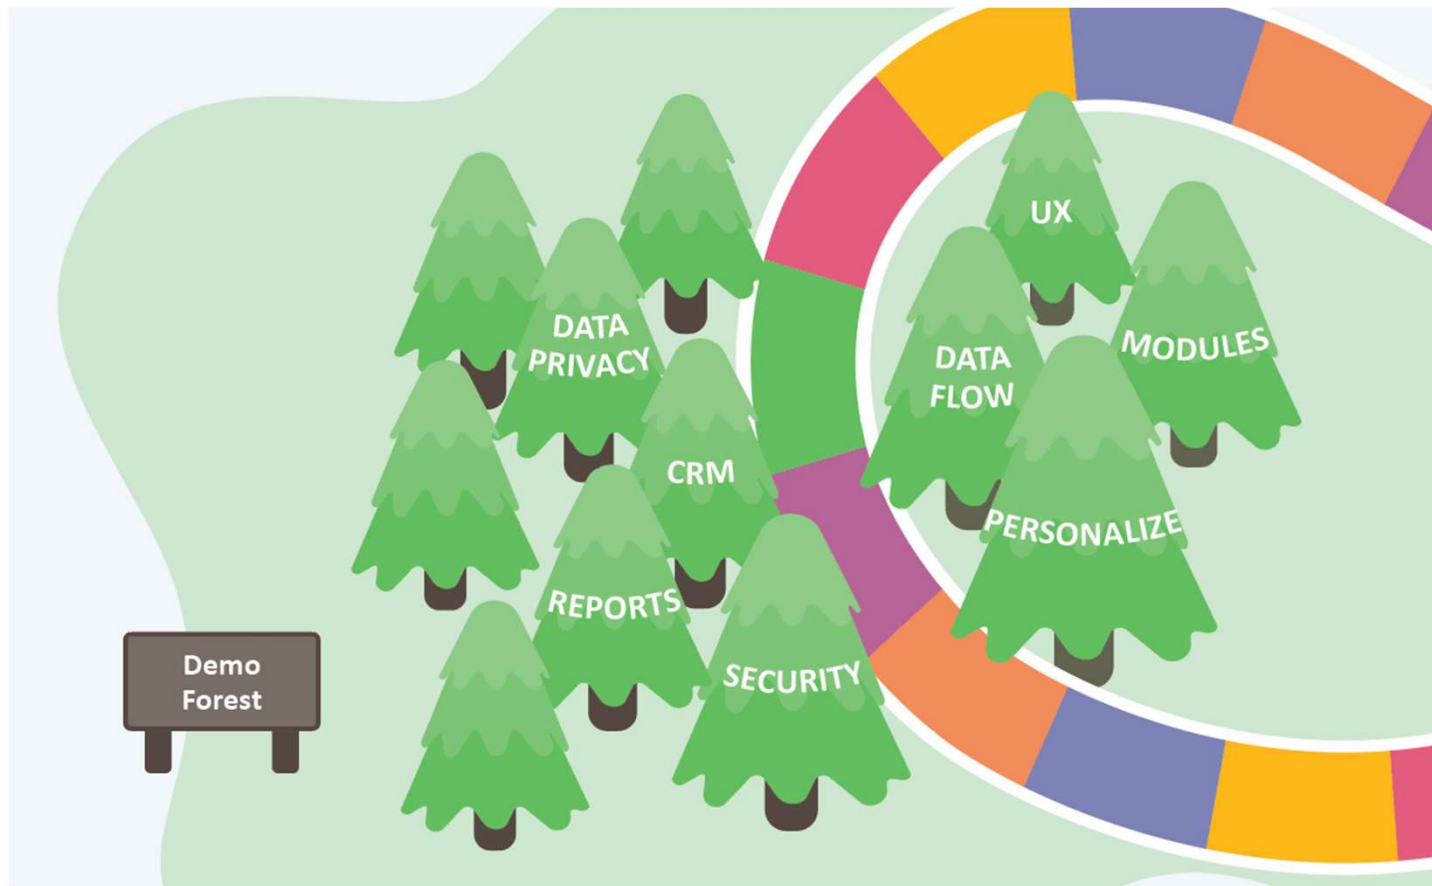 UX
DATA
PRIVACY
MODULES
DATA
FLOW
CRM
PERSONALIZE
REPORTS
SECURITY
Demo
Forest